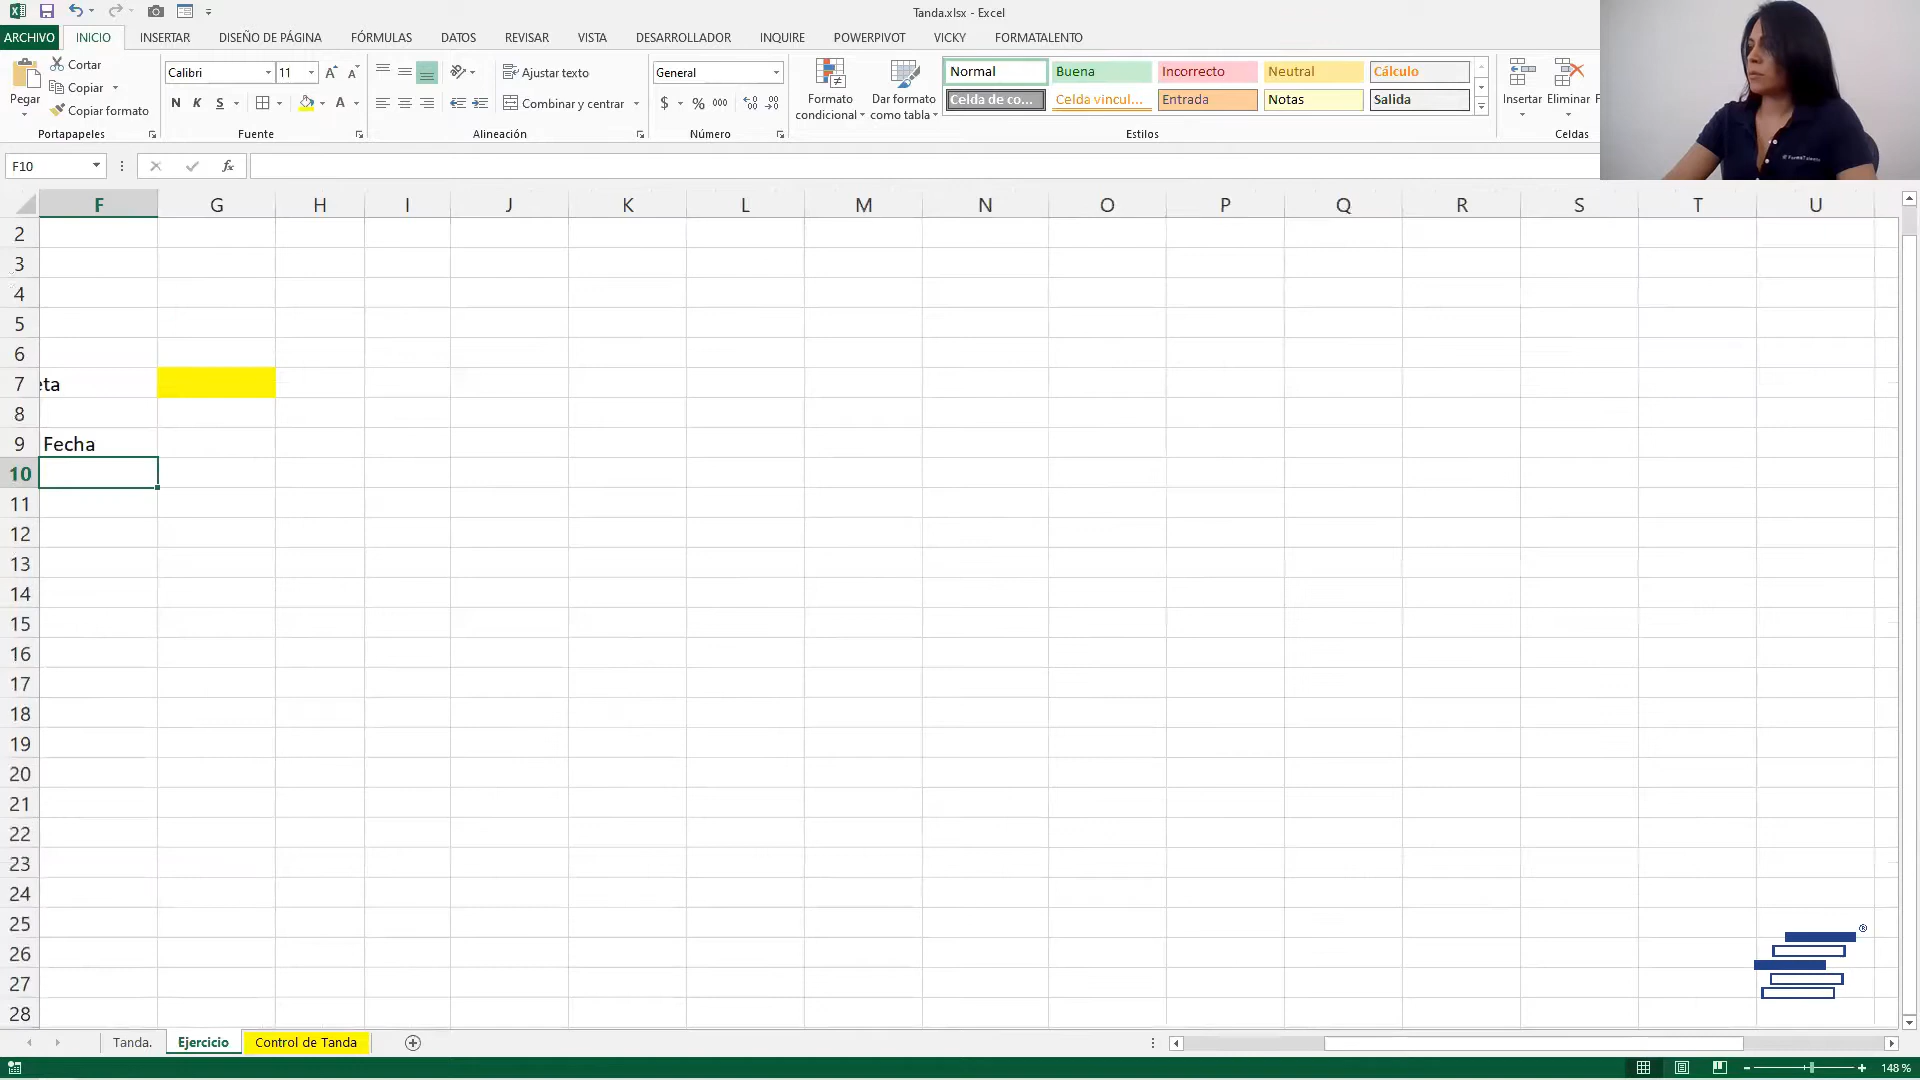 Tanda.xlsx - Excel
ARCHIVO INICIO INSERTAR DISEÑO DE PÁGINA FÓRMULAS DATOS REVISAR VISTA DESARROLLADOR INQUIRE POWERPIVOT VICKY FORMATALENTO
Pegar
Cortar
Copiar
Copiar formato
Portapapeles
Calibri 11
N K S A
Fuente
Ajustar texto
Combinar y centrar
Alineación
General
$ % 000
Número
Formato condicional
Dar formato como tabla
Normal Buena Incorrecto Neutral Cálculo
Celda de co... Celda vincul... Entrada Notas Salida
Estilos
Insertar Eliminar
Celdas
FormaTalento
F10 fx
F G H I J K L M N O P Q R S T U
2
3
4
5
6
7 eta
8
9 Fecha
10
11
12
13
14
15
16
17
18
19
20
21
22
23
24
25
26
27
28
®
Tanda. Ejercicio Control de Tanda
148 %